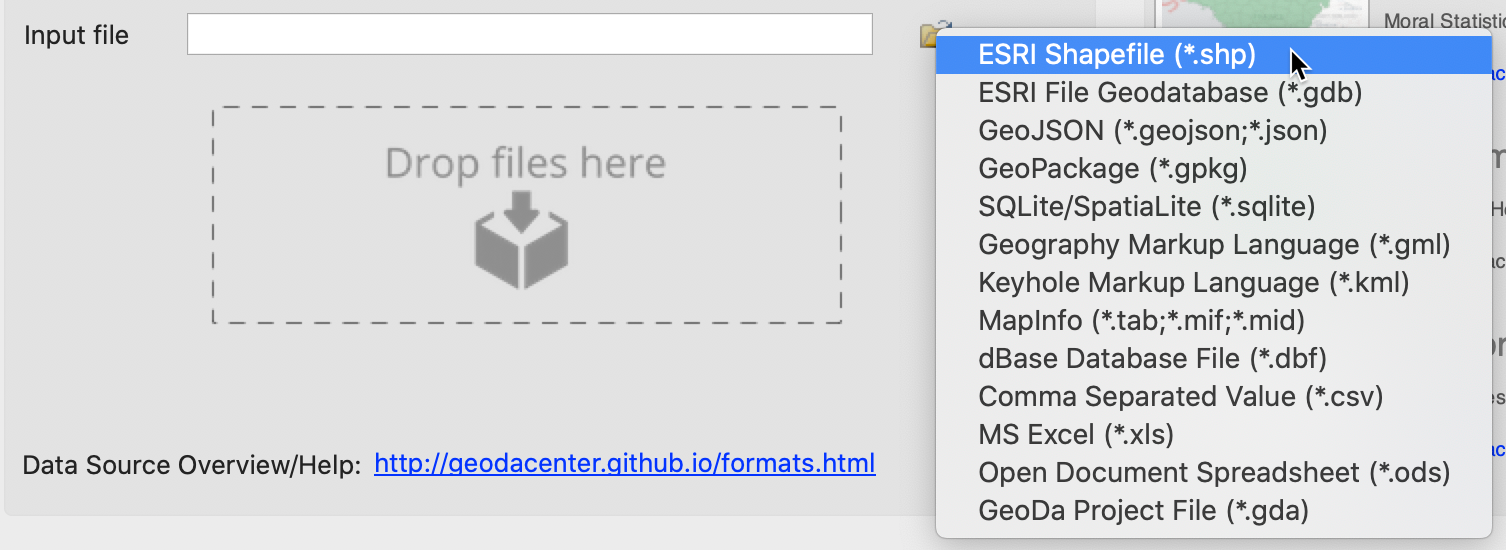 Input file
Drop files here
Data Source Overview/Help: http://geodacenter.github.io/formats.html
ESRI Shapefile (*.shp)
ESRI File Geodatabase (*.gdb)
GeoJSON (*.geojson;*.json)
GeoPackage (*.gpkg)
SQLite/SpatiaLite (*.sqlite)
Geography Markup Language (*.gml)
Keyhole Markup Language (*.kml)
MapInfo (*.tab;*.mif;*.mid)
dBase Database File (*.dbf)
Comma Separated Value (*.csv)
MS Excel (*.xls)
Open Document Spreadsheet (*.ods)
GeoDa Project File (*.gda)
Moral